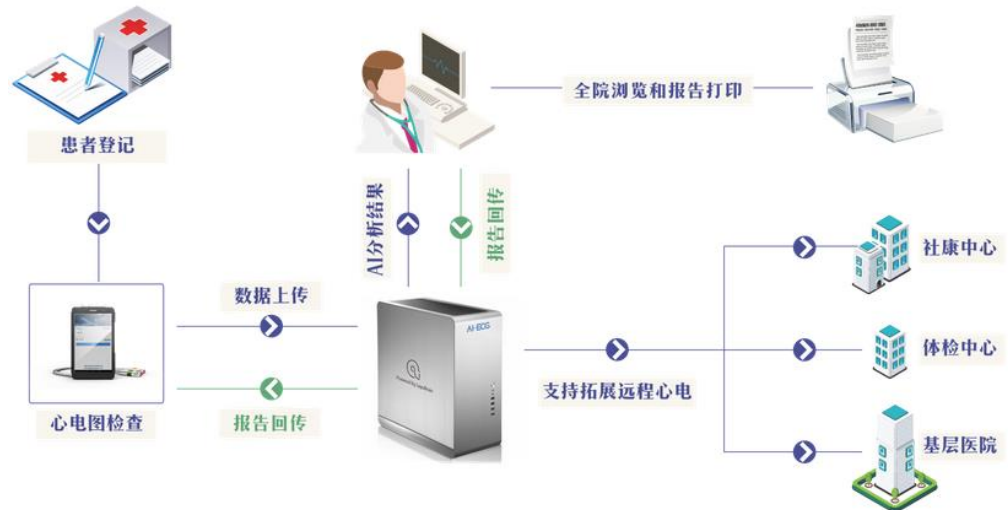 全院浏览和报告打印
患者登记
AI分析结果
报告回传
数据上传
AI-ECG
社康中心
体检中心
支持拓展远程心电
心电图检查
报告回传
基层医院